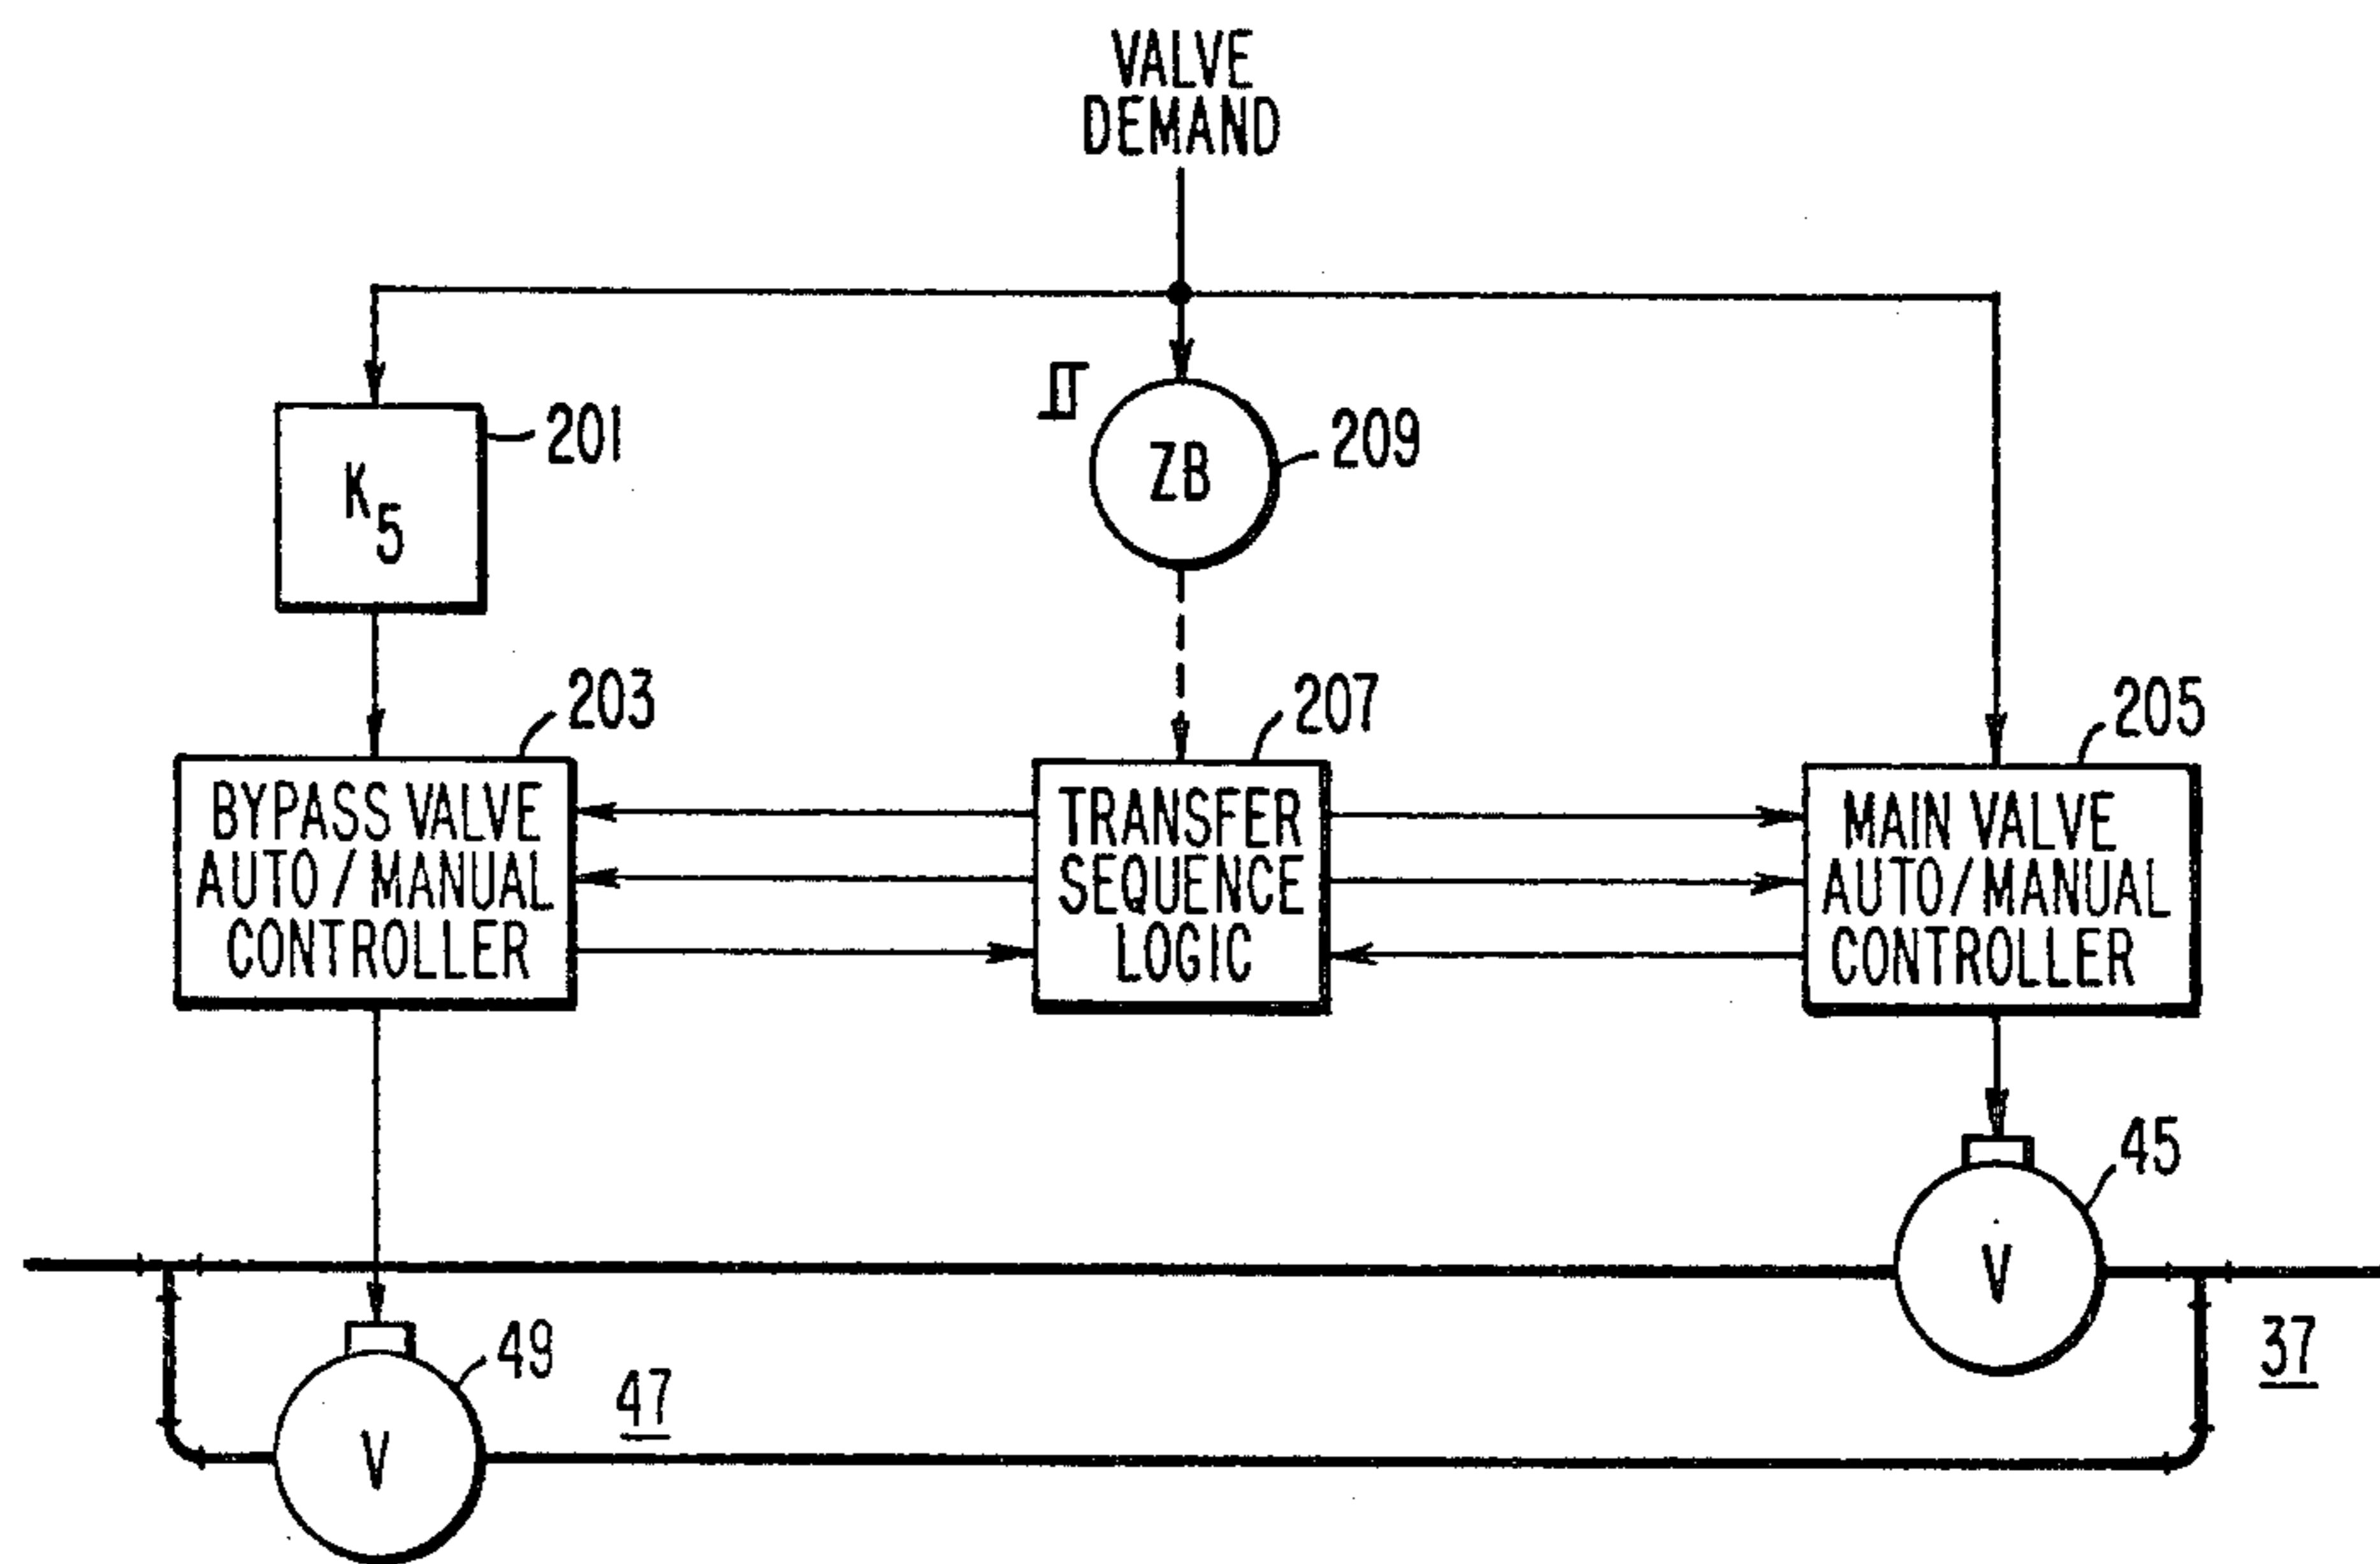 VALVE
DEMAND
201
K5
ZB
209
203
207
205
BYPASS VALVE
AUTO/MANUAL
CONTROLLER
TRANSFER
SEQUENCE
LOGIC
MAIN VALVE
AUTO/MANUAL
CONTROLLER
45
V
37
49
47
V